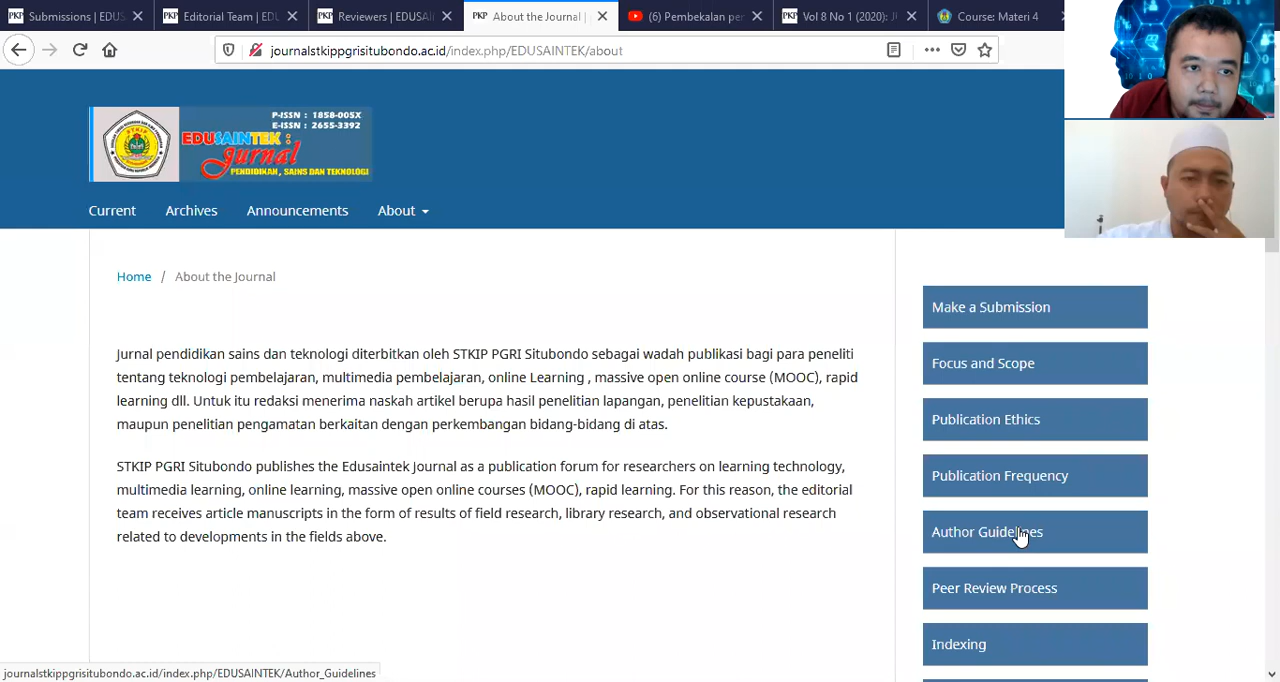 Submissions | EDUS
Editorial Team | EDU
Reviewers | EDUSAI
About the Journal |
(6) Pembekalan per
Vol 8 No 1 (2020): J
Course: Materi 4
journalstkippgrisitubondo.ac.id/index.php/EDUSAINTEK/about
P-ISSN : 1858-005X
E-ISSN : 2655-3392
EDUSAINTEK :
Jurnal
PENDIDIKAN, SAINS DAN TEKNOLOGI
Current
Archives
Announcements
About
Home / About the Journal
Jurnal pendidikan sains dan teknologi diterbitkan oleh STKIP PGRI Situbondo sebagai wadah publikasi bagi para peneliti
tentang teknologi pembelajaran, multimedia pembelajaran, online Learning , massive open online course (MOOC), rapid
learning dll. Untuk itu redaksi menerima naskah artikel berupa hasil penelitian lapangan, penelitian kepustakaan,
maupun penelitian pengamatan berkaitan dengan perkembangan bidang-bidang di atas.
STKIP PGRI Situbondo publishes the Edusaintek Journal as a publication forum for researchers on learning technology,
multimedia learning, online learning, massive open online courses (MOOC), rapid learning. For this reason, the editorial
team receives article manuscripts in the form of results of field research, library research, and observational research
related to developments in the fields above.
Make a Submission
Focus and Scope
Publication Ethics
Publication Frequency
Author Guidelines
Peer Review Process
Indexing
journalstkippgrisitubondo.ac.id/index.php/EDUSAINTEK/Author_Guidelines